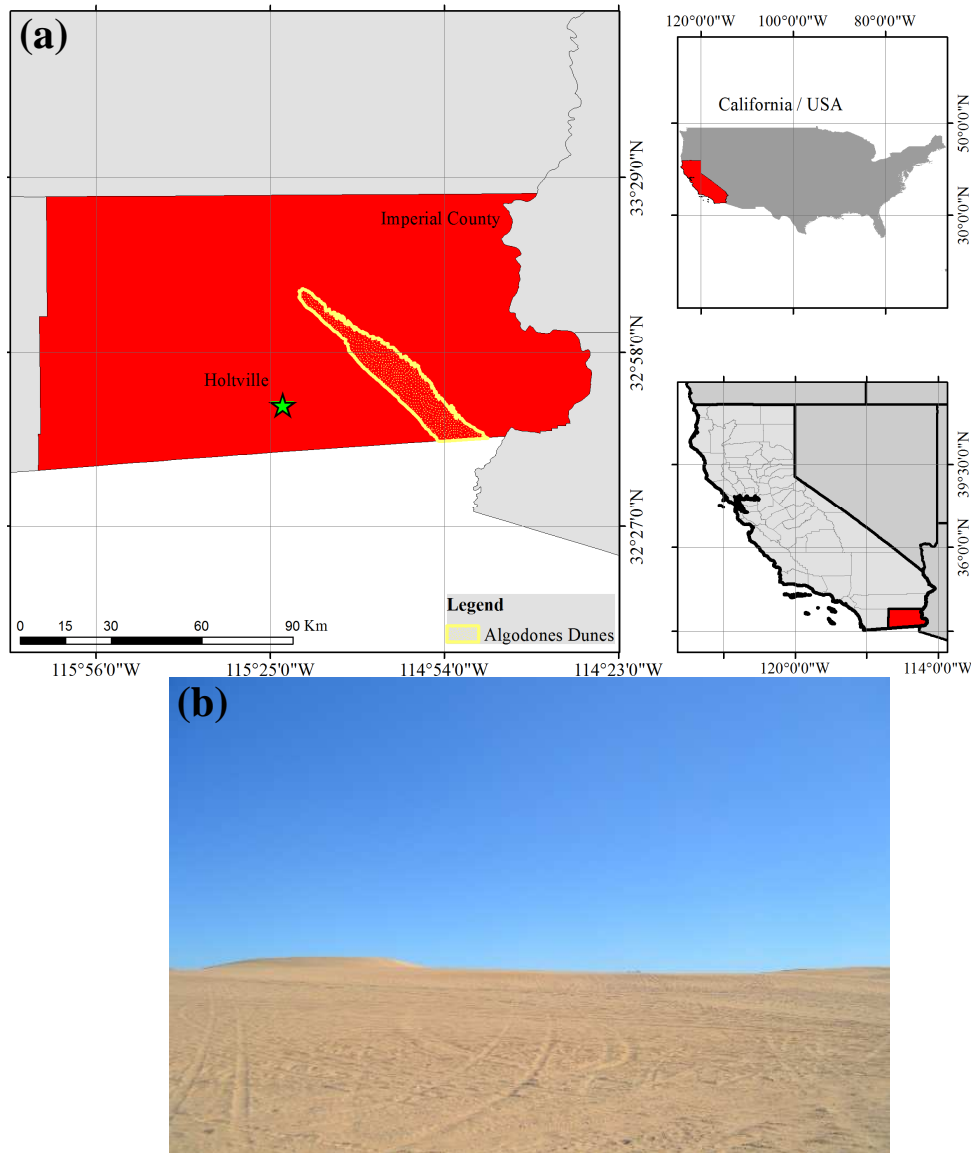 (a)
Imperial County
Holtville
33°29'0"N
32°58'0"N
32°27'0"N
Legend
Algodones Dunes
0 15 30 60 90 Km
115°56'0"W 115°25'0"W 114°54'0"W 114°23'0"W
120°0'0"W 100°0'0"W 80°0'0"W
California / USA
50°0'0"N
30°0'0"N
39°30'0"N
36°0'0"N
120°0'0"W 114°0'0"W
(b)